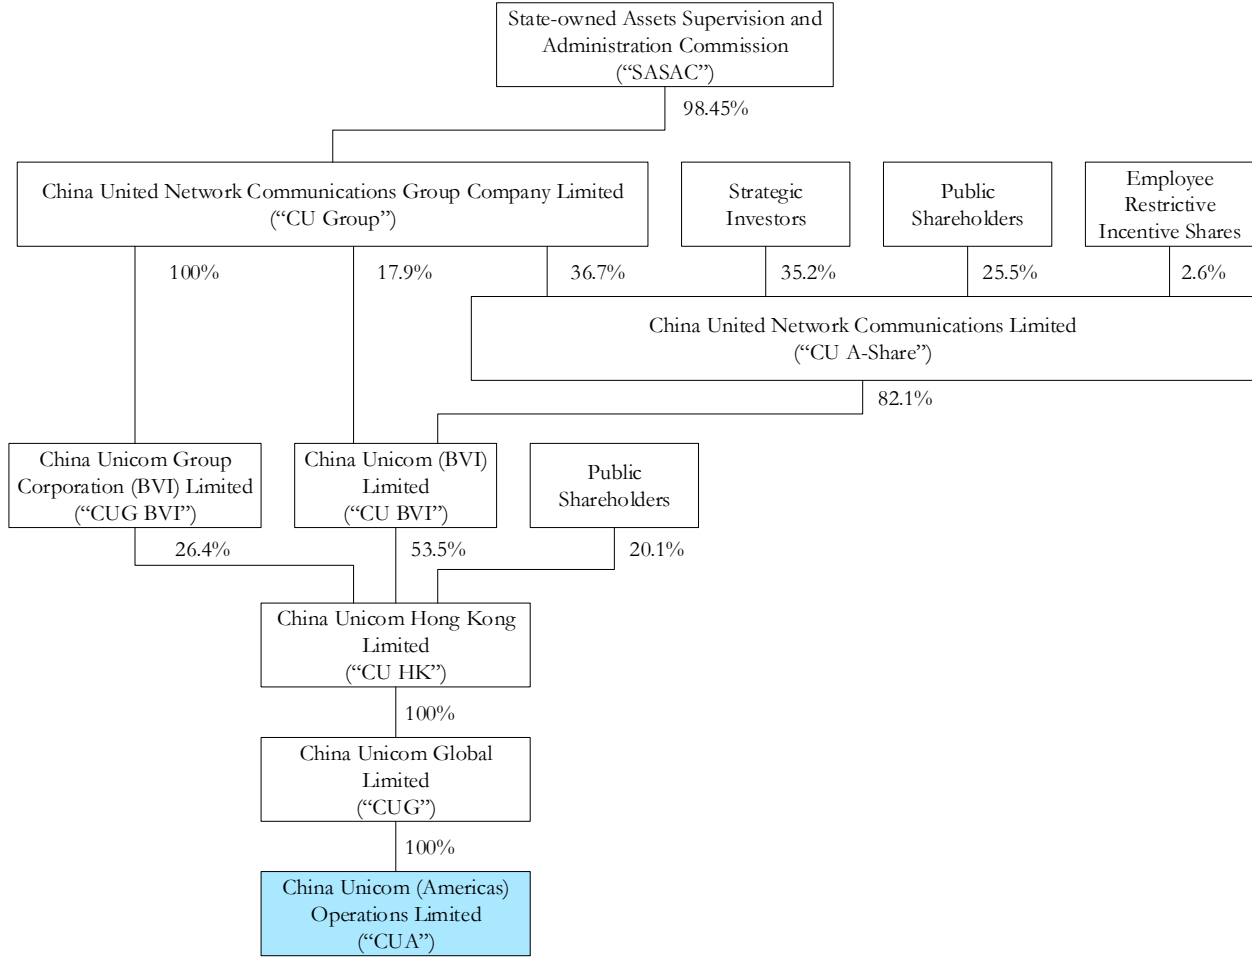 State-owned Assets Supervision and
Administration Commission
(“SASAC”)
98.45%
China United Network Communications Group Company Limited
(“CU Group”)
Strategic
Investors
Public
Shareholders
Employee
Restrictive
Incentive Shares
100%
17.9%
36.7%
35.2%
25.5%
2.6%
China United Network Communications Limited
(“CU A-Share”)
82.1%
China Unicom Group
Corporation (BVI) Limited
(“CUG BVI”)
China Unicom (BVI)
Limited
(“CU BVI”)
Public
Shareholders
26.4%
53.5%
20.1%
China Unicom Hong Kong
Limited
(“CU HK”)
100%
China Unicom Global
Limited
(“CUG”)
100%
China Unicom (Americas)
Operations Limited
(“CUA”)